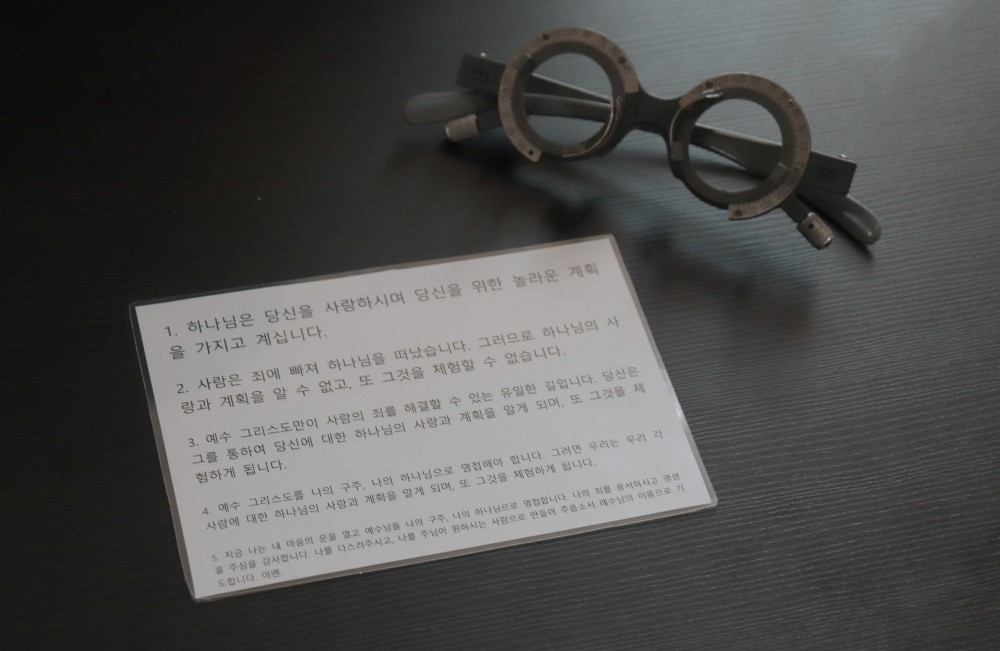 1. 하나님은 당신을 사랑하시며 당신을 위한 놀라운 계획
을 가지고 계십니다.
2. 사람은 죄에 빠져 하나님을 떠났습니다. 그러므로 하나님의 사
랑과 계획을 알 수 없고, 또 그것을 체험할 수 없습니다.
3. 예수 그리스도만이 사람의 죄를 해결할 수 있는 유일한 길입니다. 당신은
그를 통하여 당신에 대한 하나님의 사랑과 계획을 알게 되며, 또 그것을 체
험하게 됩니다.
4. 예수 그리스도를 나의 구주, 나의 하나님으로 영접해야 합니다. 그러면 우리는 우리 각
사람에 대한 하나님의 사랑과 계획을 알게 되며, 또 그것을 체험하게 됩니다.
5. 지금 나는 내 마음의 문을 열고 예수님을 나의 구주, 나의 하나님으로 영접합니다. 나의 죄를 용서하시고 영생
을 주심을 감사합니다. 나를 다스려주시고, 나를 주님이 원하시는 사람으로 만들어 주옵소서 예수님의 이름으로 기
도합니다. 아멘.